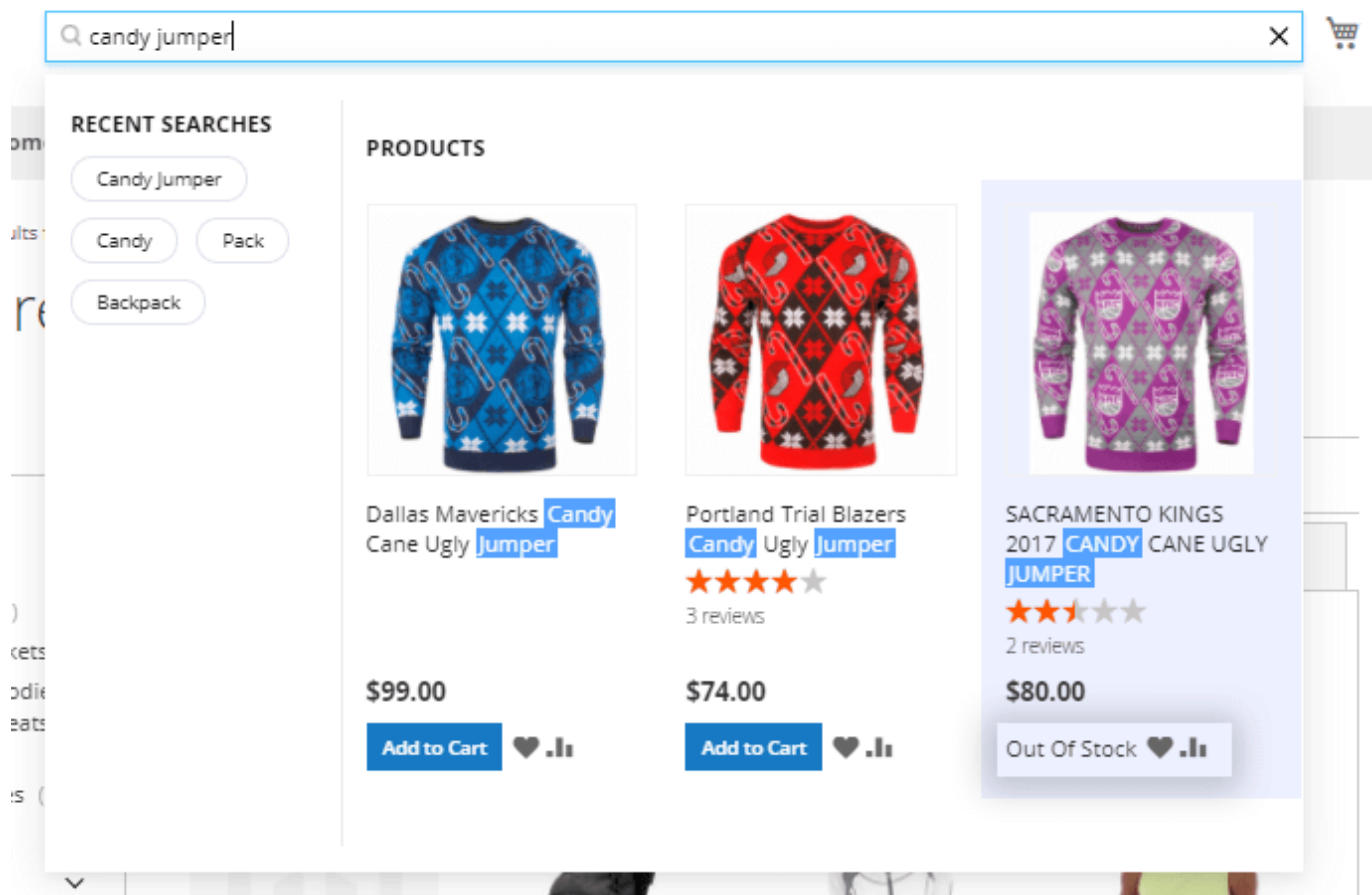 candy jumper
RECENT SEARCHES
Candy Jumper
Candy
Pack
Backpack
PRODUCTS
Dallas Mavericks Candy
Cane Ugly Jumper
$99.00
Add to Cart
Portland Trial Blazers
Candy Ugly Jumper
3 reviews
$74.00
Add to Cart
SACRAMENTO KINGS
2017 CANDY CANE UGLY
JUMPER
2 reviews
$80.00
Out Of Stock